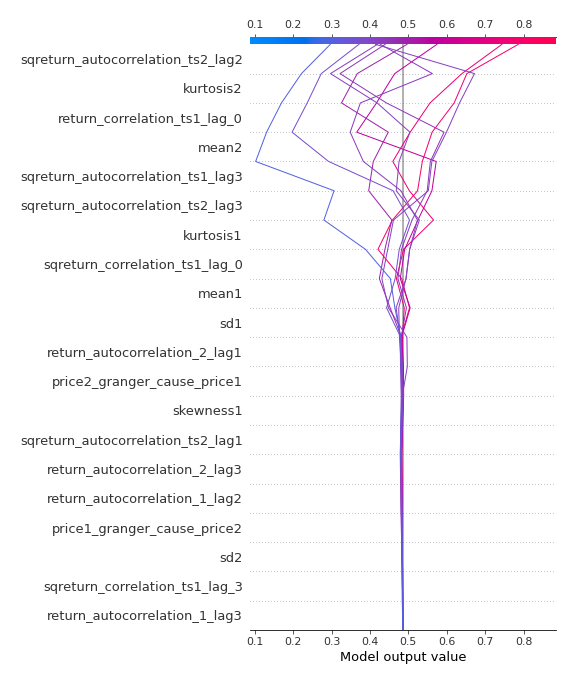 0.1 0.2 0.3 0.4 0.5 0.6 0.7 0.8
sqreturn_autocorrelation_ts2_lag2
kurtosis2
return_correlation_ts1_lag_0
mean2
sqreturn_autocorrelation_ts1_lag3
sqreturn_autocorrelation_ts2_lag3
kurtosis1
sqreturn_correlation_ts1_lag_0
mean1
sd1
return_autocorrelation_2_lag1
price2_granger_cause_price1
skewness1
sqreturn_autocorrelation_ts2_lag1
return_autocorrelation_2_lag3
return_autocorrelation_1_lag2
price1_granger_cause_price2
sd2
sqreturn_correlation_ts1_lag_3
return_autocorrelation_1_lag3
0.1 0.2 0.3 0.4 0.5 0.6 0.7 0.8
Model output value